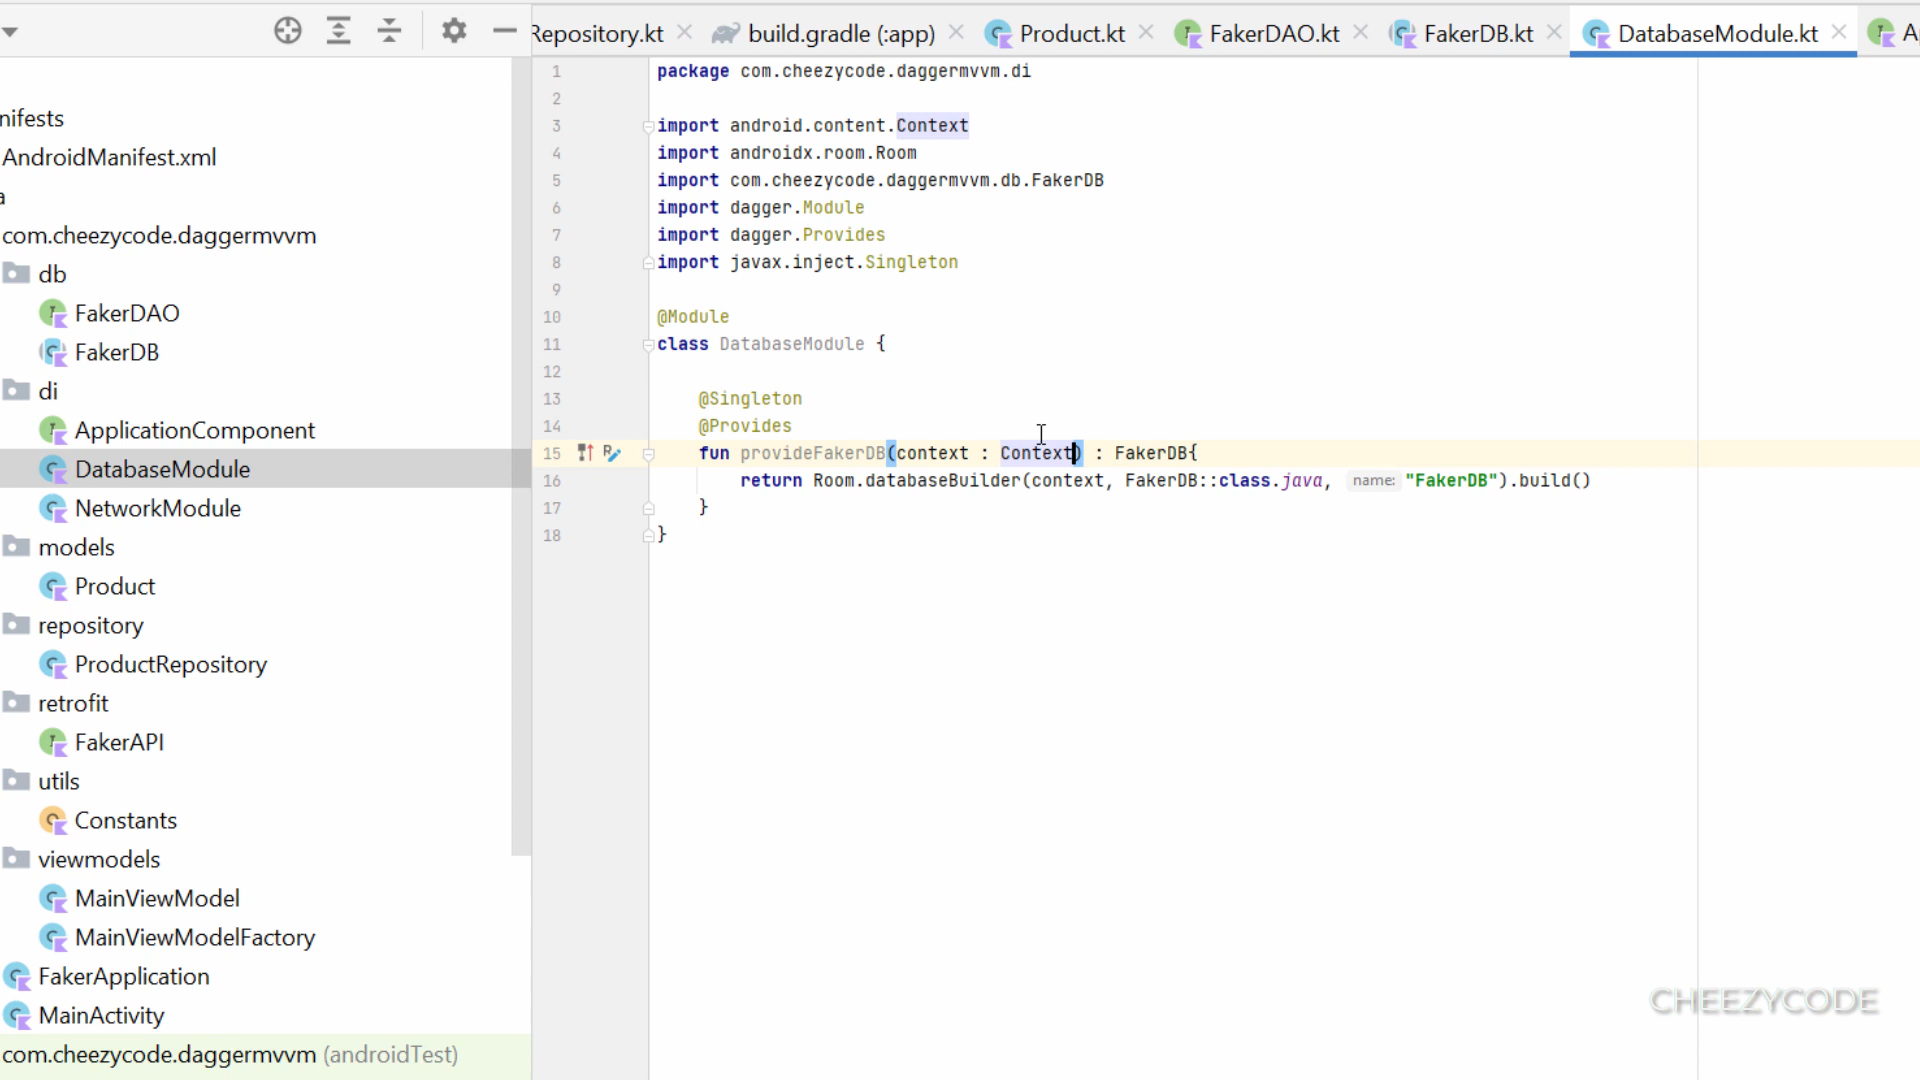 Repository.kt
build.gradle (:app)
Product.kt
FakerDAO.kt
FakerDB.kt
DatabaseModule.kt
A
nifests
AndroidManifest.xml
a
com.cheezycode.daggermvvm
db
FakerDAO
FakerDB
di
ApplicationComponent
DatabaseModule
NetworkModule
models
Product
repository
ProductRepository
retrofit
FakerAPI
utils
Constants
viewmodels
MainViewModel
MainViewModelFactory
FakerApplication
MainActivity
com.cheezycode.daggermvvm (androidTest)
1 package com.cheezycode.daggermvvm.di
2
3 import android.content.Context
4 import androidx.room.Room
5 import com.cheezycode.daggermvvm.db.FakerDB
6 import dagger.Module
7 import dagger.Provides
8 import javax.inject.Singleton
9
10 @Module
11 class DatabaseModule {
12
13 @Singleton
14 @Provides
15 fun provideFakerDB(context : Context) : FakerDB{
16 return Room.databaseBuilder(context, FakerDB::class.java, name: "FakerDB").build()
17 }
18 }
CHEEZYCODE